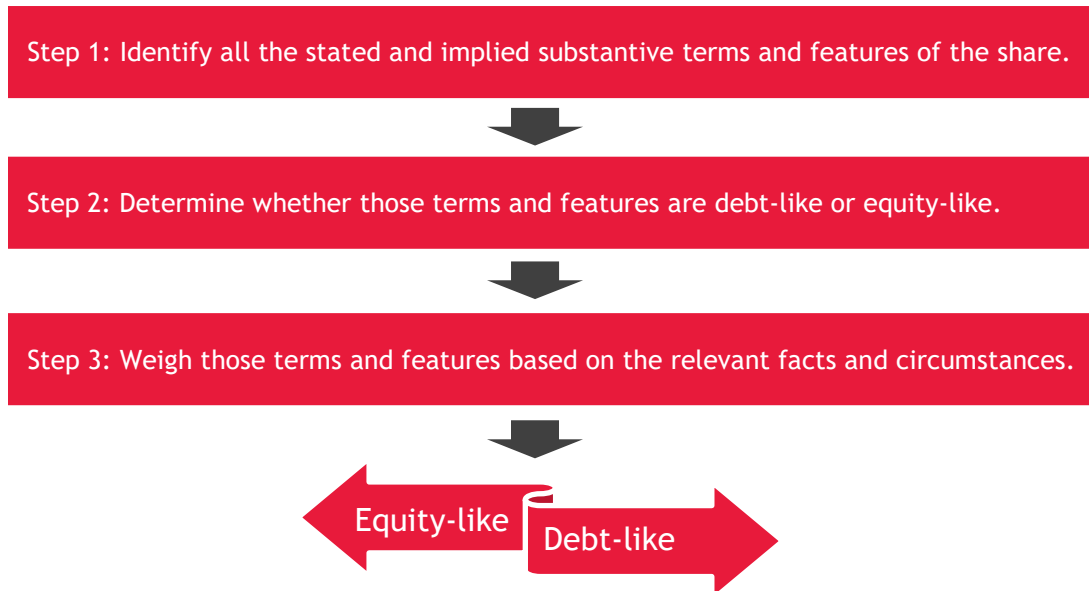 Step 1: Identify all the stated and implied substantive terms and features of the share.
Step 2: Determine whether those terms and features are debt-like or equity-like.
Step 3: Weigh those terms and features based on the relevant facts and circumstances.
Equity-like
Debt-like